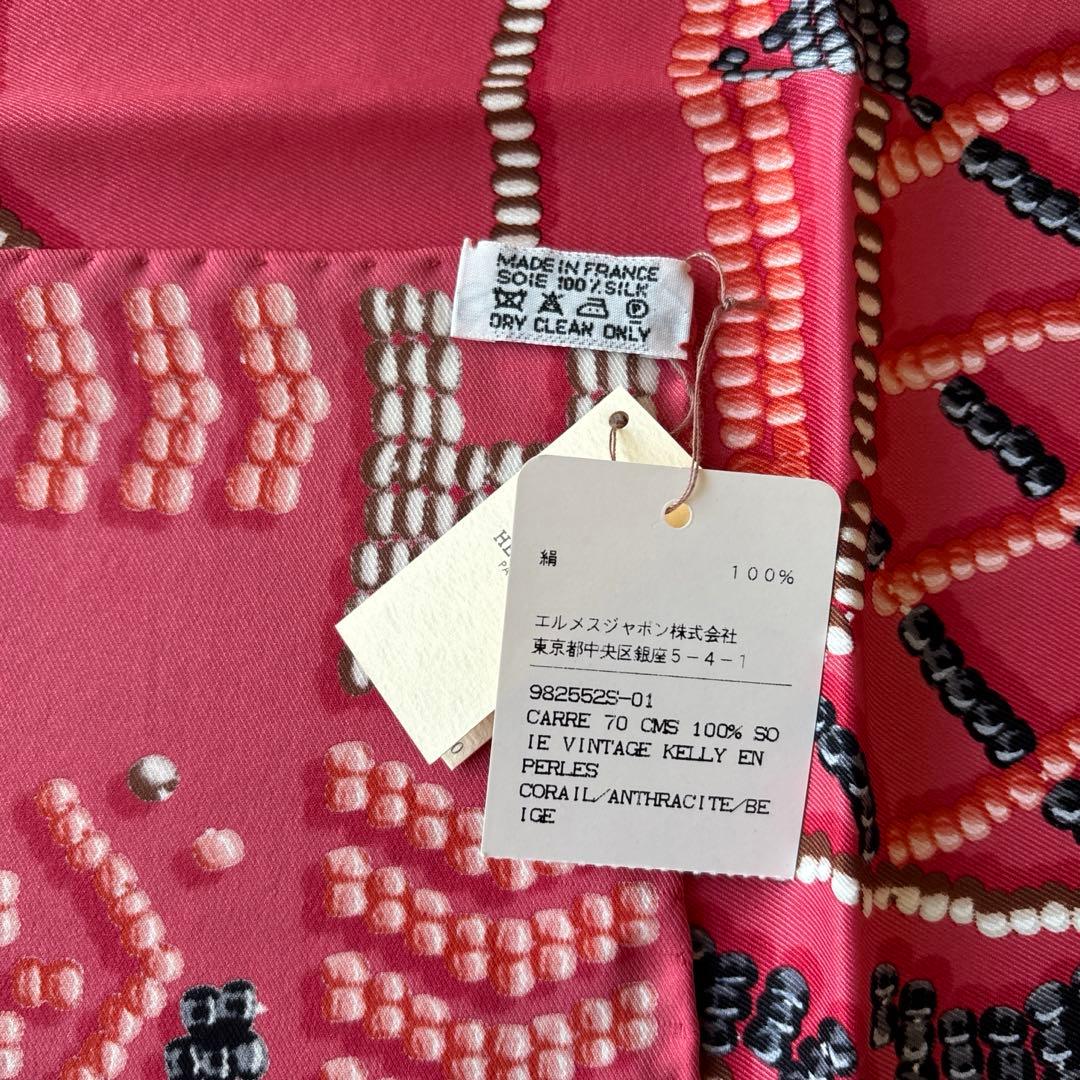 MADE IN FRANCE
SOIE 100% SILK
P
DRY CLEAN ONLY
絹 100%
エルメスジャポン株式会社
東京都中央区銀座5-4-1
982552S-01
CARRE 70 CMS 100% SO
IE VINTAGE KELLY EN
PERLES
CORAIL/ANTHRACITE/BE
IGE